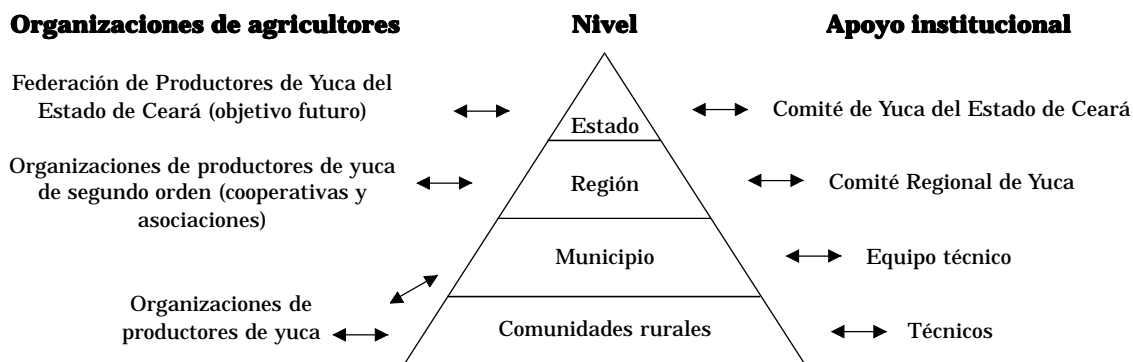 Organizaciones de agricultores
Nivel
Apoyo institucional
Federación de Productores de Yuca del
Estado de Ceará (objetivo futuro)
Estado
Comité de Yuca del Estado de Ceará
Organizaciones de productores de yuca
de segundo orden (cooperativas y
asociaciones)
Región
Comité Regional de Yuca
Municipio
Equipo técnico
Organizaciones de
productores de yuca
Comunidades rurales
Técnicos